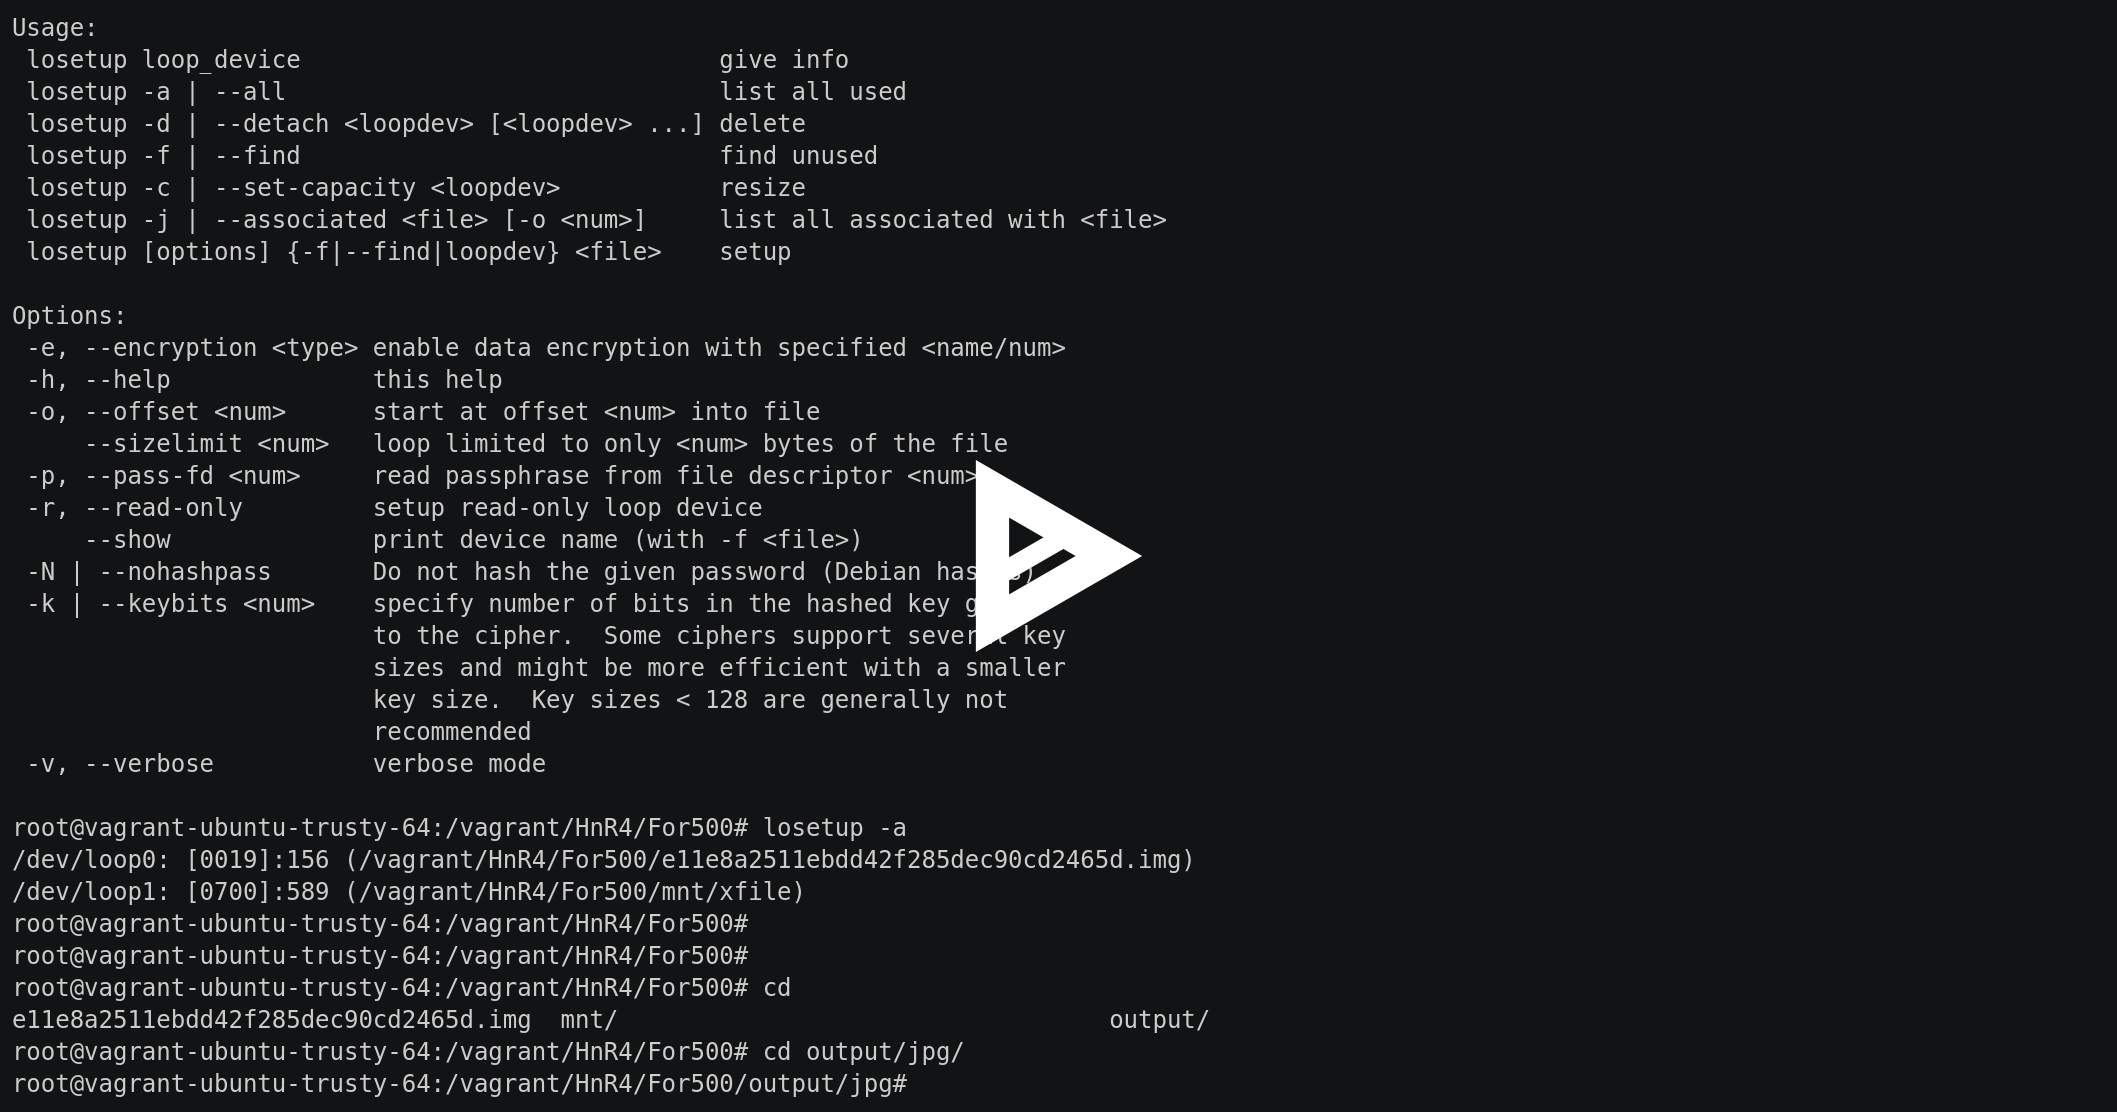 Usage:
 losetup loop_device                             give info
 losetup -a | --all                              list all used
 losetup -d | --detach <loopdev> [<loopdev> ...] delete
 losetup -f | --find                             find unused
 losetup -c | --set-capacity <loopdev>           resize
 losetup -j | --associated <file> [-o <num>]     list all associated with <file>
 losetup [options] {-f|--find|loopdev} <file>    setup

Options:
 -e, --encryption <type> enable data encryption with specified <name/num>
 -h, --help              this help
 -o, --offset <num>      start at offset <num> into file
     --sizelimit <num>   loop limited to only <num> bytes of the file
 -p, --pass-fd <num>     read passphrase from file descriptor <num>
 -r, --read-only         setup read-only loop device
     --show              print device name (with -f <file>)
 -N | --nohashpass       Do not hash the given password (Debian
 -k | --keybits <num>    specify number of bits in the hashed key
                         to the cipher.  Some ciphers support several key
                         sizes and might be more efficient with a smaller
                         key size.  Key sizes < 128 are generally not
                         recommended
 -v, --verbose           verbose mode

root@vagrant-ubuntu-trusty-64:/vagrant/HnR4/For500# losetup -a
/dev/loop0: [0019]:156 (/vagrant/HnR4/For500/e11e8a2511ebdd42f285dec90cd2465d.img)
/dev/loop1: [0700]:589 (/vagrant/HnR4/For500/mnt/xfile)
root@vagrant-ubuntu-trusty-64:/vagrant/HnR4/For500#
root@vagrant-ubuntu-trusty-64:/vagrant/HnR4/For500#
root@vagrant-ubuntu-trusty-64:/vagrant/HnR4/For500# cd
e11e8a2511ebdd42f285dec90cd2465d.img  mnt/                                  output/
root@vagrant-ubuntu-trusty-64:/vagrant/HnR4/For500# cd output/jpg/
root@vagrant-ubuntu-trusty-64:/vagrant/HnR4/For500/output/jpg#